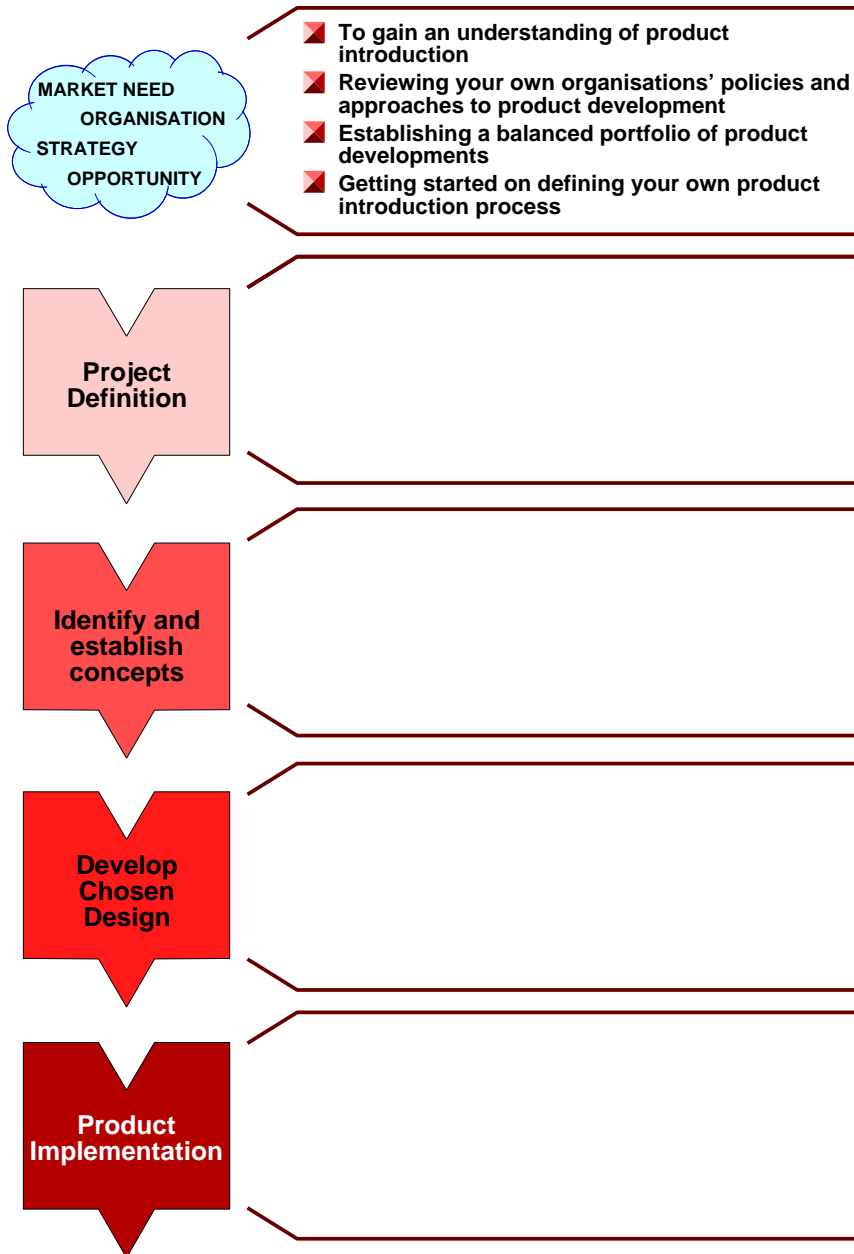 MARKET NEED
ORGANISATION
STRATEGY
OPPORTUNITY
To gain an understanding of product
introduction
Reviewing your own organisations’ policies and
approaches to product development
Establishing a balanced portfolio of product
developments
Getting started on defining your own product
introduction process
Project
Definition
Identify and
establish
concepts
Develop
Chosen
Design
Product
Implementation